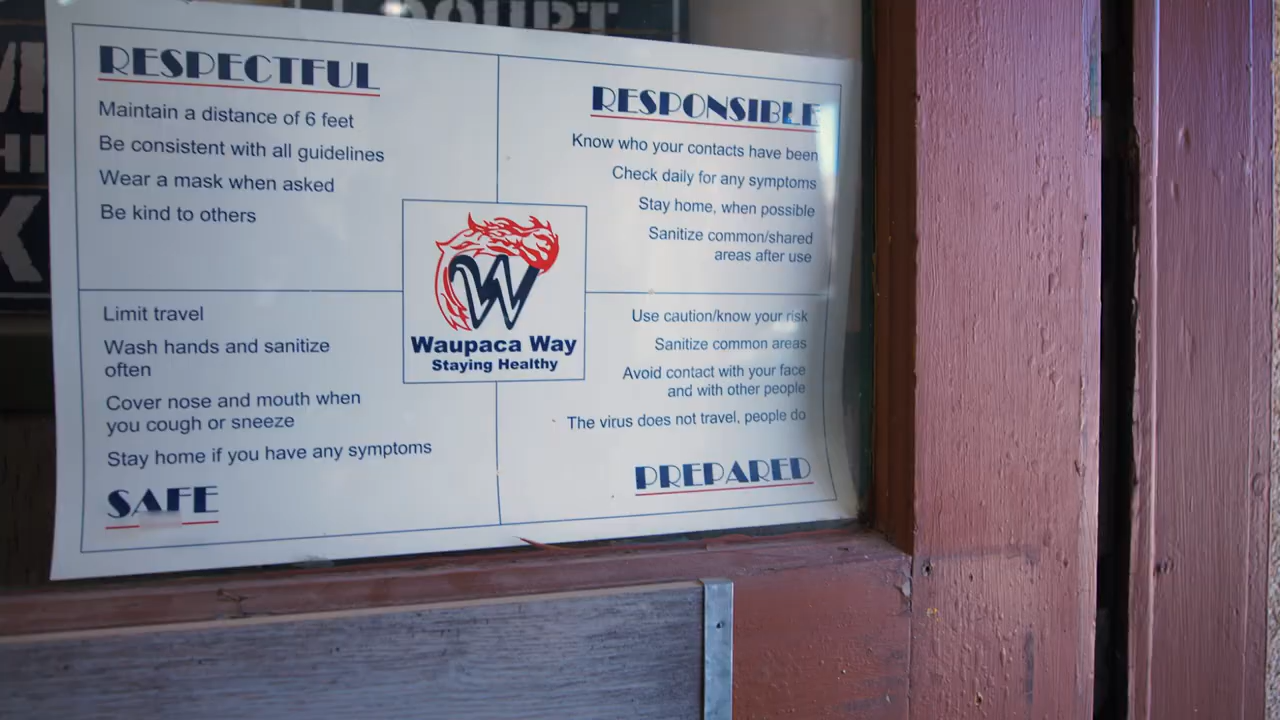 RESPECTFUL
Maintain a distance of 6 feet
Be consistent with all guidelines
Wear a mask when asked
Be kind to others
RESPONSIBLE
Know who your contacts have been
Check daily for any symptoms
Stay home, when possible
Sanitize common/shared
areas after use
W
Waupaca Way
Staying Healthy
Limit travel
Wash hands and sanitize
often
Cover nose and mouth when
you cough or sneeze
Stay home if you have any symptoms
SAFE
Use caution/know your risk
Sanitize common areas
Avoid contact with your face
and with other people
The virus does not travel, people do
PREPARED